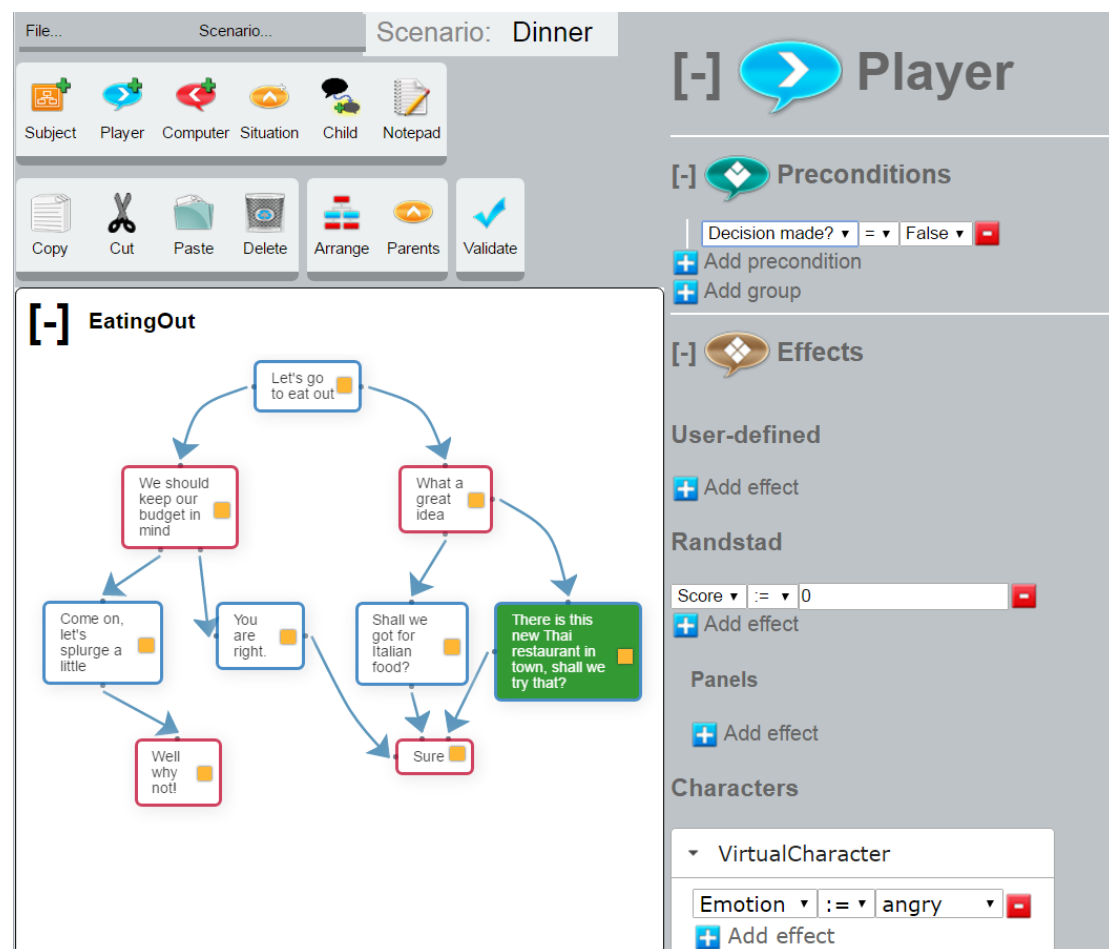 File...
Scenario...
Scenario: Dinner
Subject
Player
Computer
Situation
Child
Notepad
Copy
Cut
Paste
Delete
Arrange
Parents
Validate
[-] EatingOut
Let's go
to eat out
We should
keep our
budget in
mind
What a
great
idea
Come on,
let's
splurge a
little
You
are
right.
Shall we
got for
Italian
food?
There is this
new Thai
restaurant in
town, shall we
try that?
Well
why
not!
Sure
[-] Player
[-] Preconditions
Decision made? = False
Add precondition
Add group
[-] Effects
User-defined
Add effect
Randstad
Score := 0
Add effect
Panels
Add effect
Characters
VirtualCharacter
Emotion := angry
Add effect